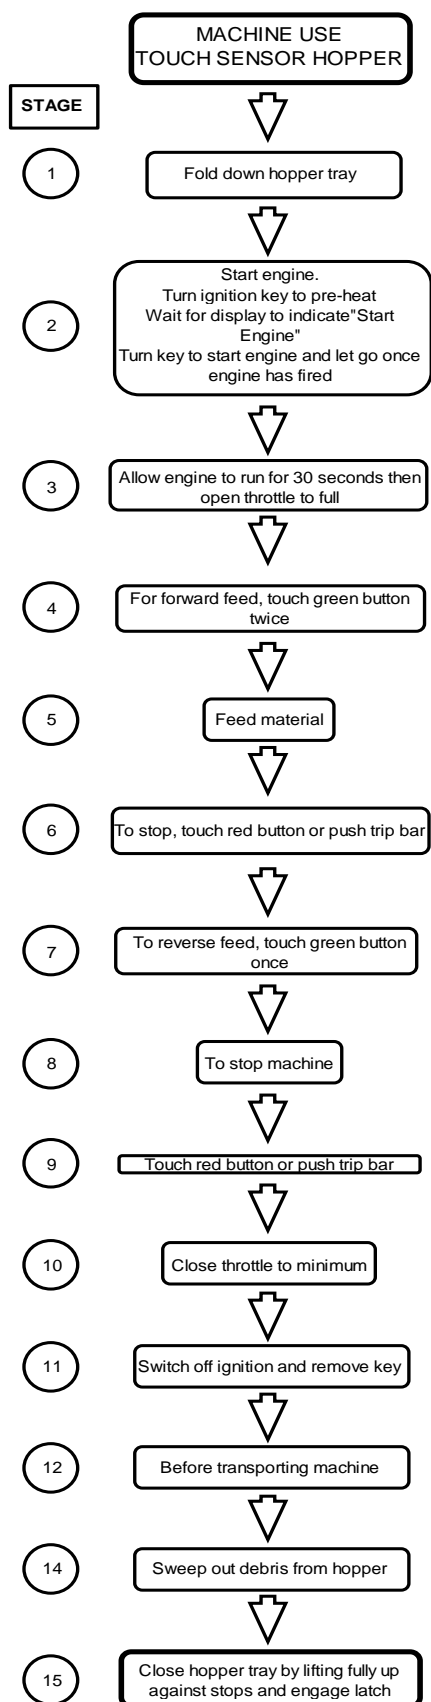 MACHINE USE
TOUCH SENSOR HOPPER
STAGE
1
Fold down hopper tray
2
Start engine.
Turn ignition key to pre-heat
Wait for display to indicate"Start
Engine"
Turn key to start engine and let go once
engine has fired
3
Allow engine to run for 30 seconds then
open throttle to full
4
For forward feed, touch green button
twice
5
Feed material
6
To stop, touch red button or push trip bar
7
To reverse feed, touch green button
once
8
To stop machine
9
Touch red button or push trip bar
10
Close throttle to minimum
11
Switch off ignition and remove key
12
Before transporting machine
14
Sweep out debris from hopper
15
Close hopper tray by lifting fully up
against stops and engage latch